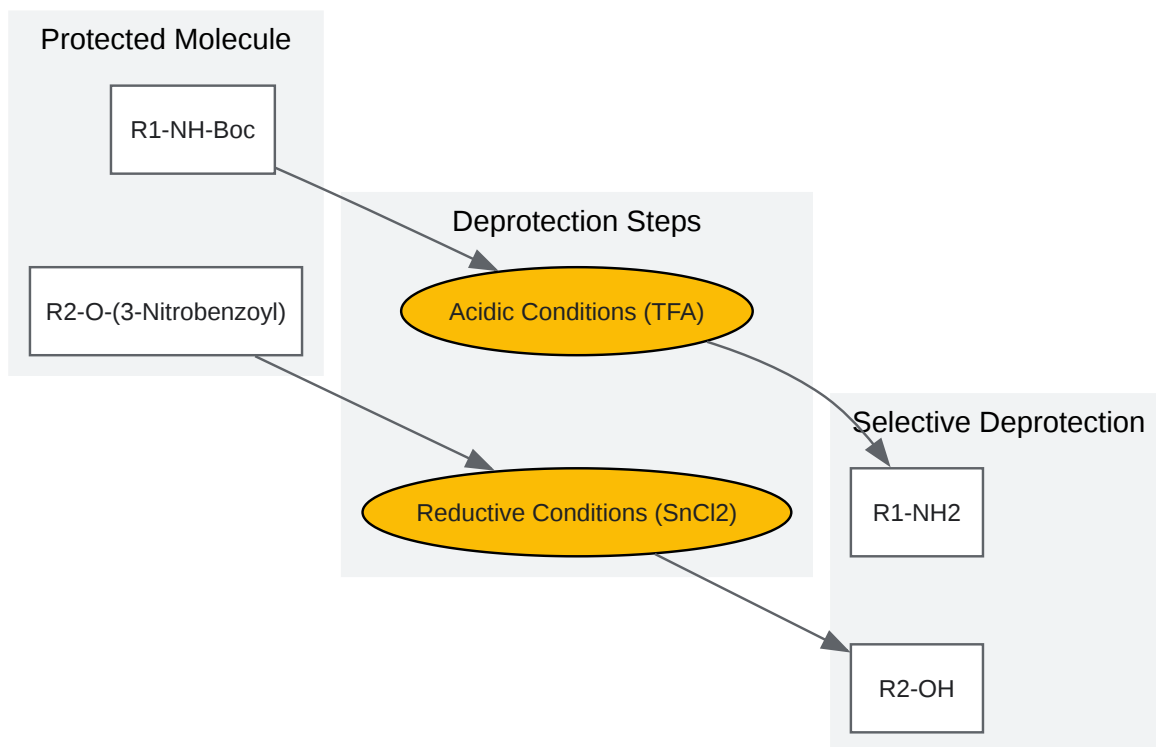 Protected Molecule
R1-NH-Boc
R2-O-(3-Nitrobenzoyl)
Deprotection Steps
Acidic Conditions (TFA)
Reductive Conditions (SnCl2)
Selective Deprotection
R1-NH2
R2-OH